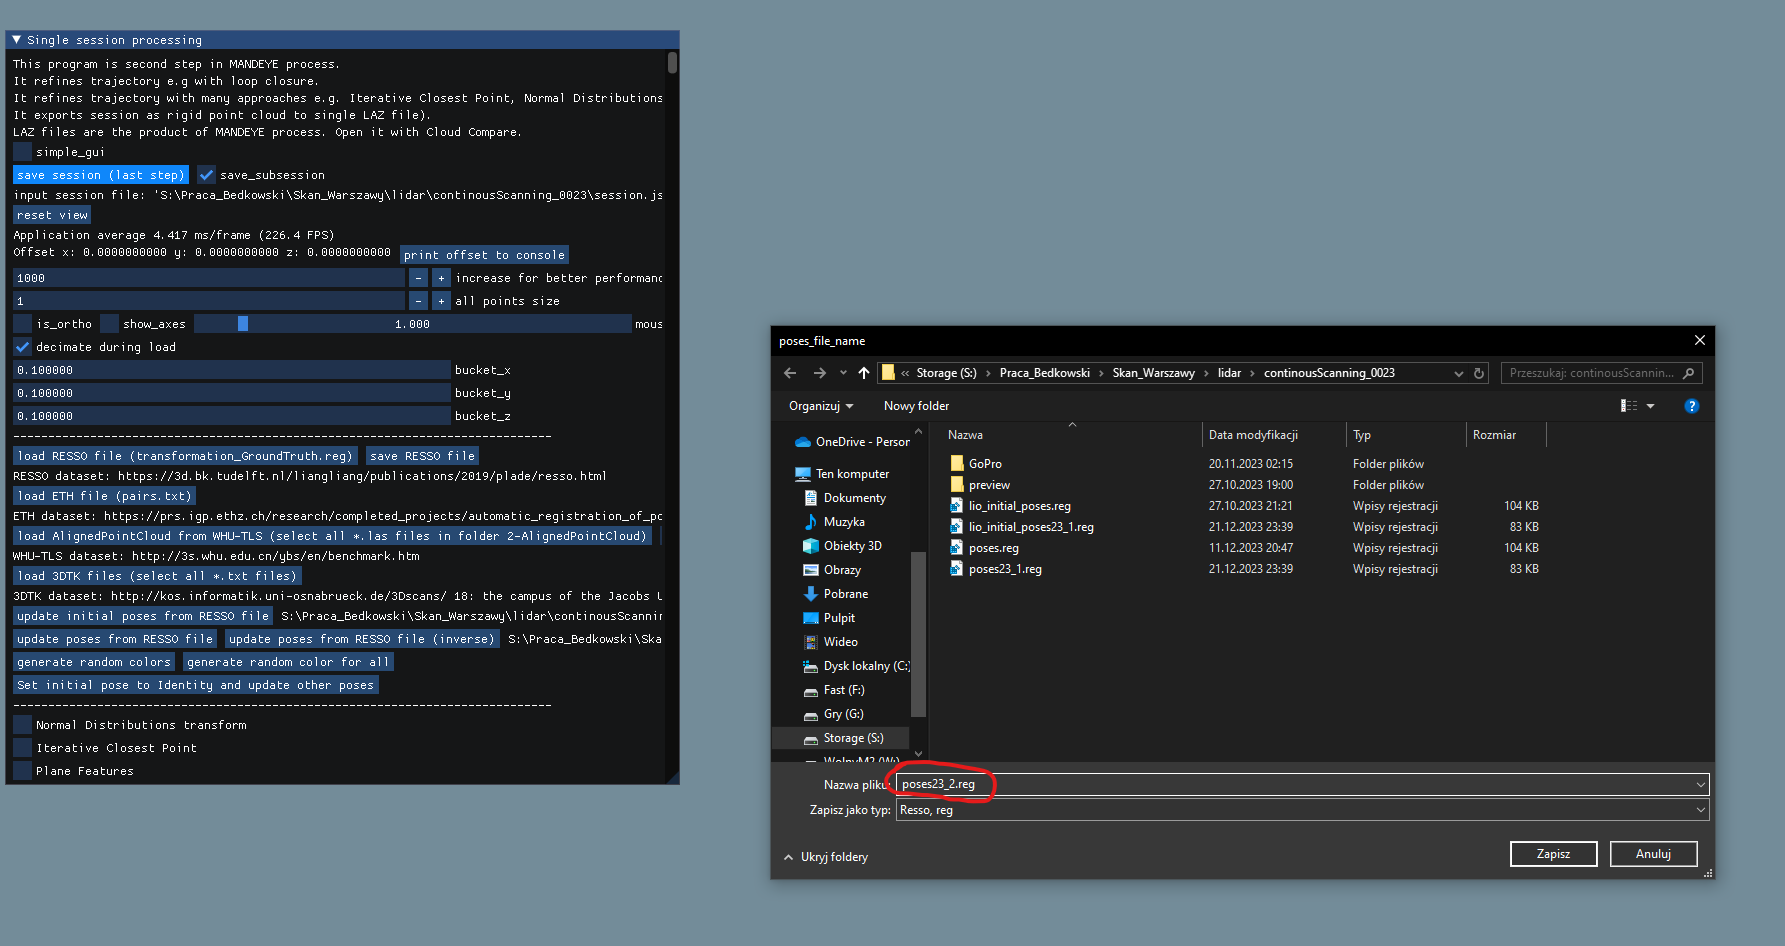 Single session processing
This program is second step in MANDEYE process.
It refines trajectory e.g with loop closure.
It refines trajectory with many approaches e.g. Iterative Closest Point, Normal Distributions
It exports session as rigid point cloud to single LAZ file).
LAZ files are the product of MANDEYE process. Open it with Cloud Compare.
simple_gui
save session (last step) save_subsession
input session file: 'S:\Praca_Bedkowski\Skan_Warszawy\lidar\continousScanning_0023\session.js
reset view
Application average 4.417 ms/frame (226.4 FPS)
Offset x: 0.0000000000 y: 0.0000000000 z: 0.0000000000 print offset to console
1000 - + increase for better performanc
1 - + all points size
is_ortho show_axes 1.000 mous
decimate during load
0.100000 bucket_x
0.100000 bucket_y
0.100000 bucket_z
--------------------------------------------------------------------------------
load RESSO file (transformation_GroundTruth.reg) save RESSO file
RESSO dataset: https://3d.bk.tudelft.nl/liangliang/publications/2019/plade/resso.html
load ETH file (pairs.txt)
ETH dataset: https://prs.igp.ethz.ch/research/completed_projects/automatic_registration_of_po
load AlignedPointCloud from WHU-TLS (select all *.las files in folder 2-AlignedPointCloud)
WHU-TLS dataset: http://3s.whu.edu.cn/ybs/en/benchmark.htm
load 3DTK files (select all *.txt files)
3DTK dataset: http://kos.informatik.uni-osnabrueck.de/3Dscans/ 18: the campus of the Jacobs U
update initial poses from RESSO file S:\Praca_Bedkowski\Skan_Warszawy\lidar\continousScannin
update poses from RESSO file update poses from RESSO file (inverse) S:\Praca_Bedkowski\Ska
generate random colors generate random color for all
Set initial pose to Identity and update other poses
--------------------------------------------------------------------------------
Normal Distributions transform
Iterative Closest Point
Plane Features
poses_file_name
« Storage (S:) › Praca_Bedkowski › Skan_Warszawy › lidar › continousScanning_0023
Przeszukaj: continousScannin...
Organizuj Nowy folder
OneDrive - Person
Ten komputer
Dokumenty
Muzyka
Obiekty 3D
Obrazy
Pobrane
Pulpit
Wideo
Dysk lokalny (C:)
Fast (F:)
Gry (G:)
Storage (S:)
Nazwa Data modyfikacji Typ Rozmiar
GoPro 20.11.2023 02:15 Folder plików
preview 27.10.2023 19:00 Folder plików
lio_initial_poses.reg 27.10.2023 21:21 Wpisy rejestracji 104 KB
lio_initial_poses23_1.reg 21.12.2023 23:39 Wpisy rejestracji 83 KB
poses.reg 11.12.2023 20:47 Wpisy rejestracji 104 KB
poses23_1.reg 21.12.2023 23:39 Wpisy rejestracji 83 KB
Nazwa pliku: poses23_2.reg
Zapisz jako typ: Resso, reg
Ukryj foldery
Zapisz Anuluj